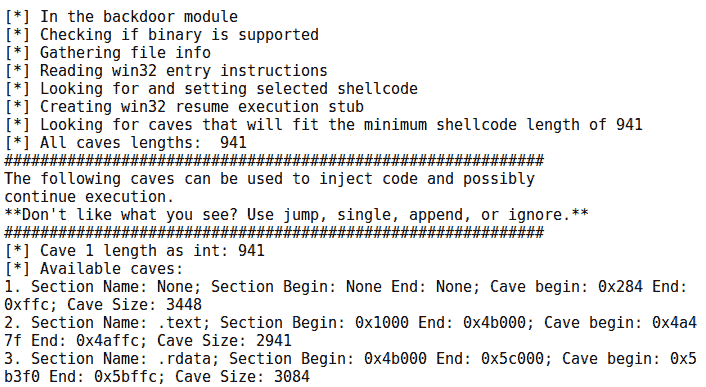 [*] In the backdoor module
[*] Checking if binary is supported
[*] Gathering file info
[*] Reading win32 entry instructions
[*] Looking for and setting selected shellcode
[*] Creating win32 resume execution stub
[*] Looking for caves that will fit the minimum shellcode length of 941
[*] All caves lengths:  941
############################################################
The following caves can be used to inject code and possibly
continue execution.
**Don't like what you see? Use jump, single, append, or ignore.**
############################################################
[*] Cave 1 length as int: 941
[*] Available caves:
1. Section Name: None; Section Begin: None End: None; Cave begin: 0x284 End:
0xffc; Cave Size: 3448
2. Section Name: .text; Section Begin: 0x1000 End: 0x4b000; Cave begin: 0x4a4
7f End: 0x4affc; Cave Size: 2941
3. Section Name: .rdata; Section Begin: 0x4b000 End: 0x5c000; Cave begin: 0x5
b3f0 End: 0x5bffc; Cave Size: 3084